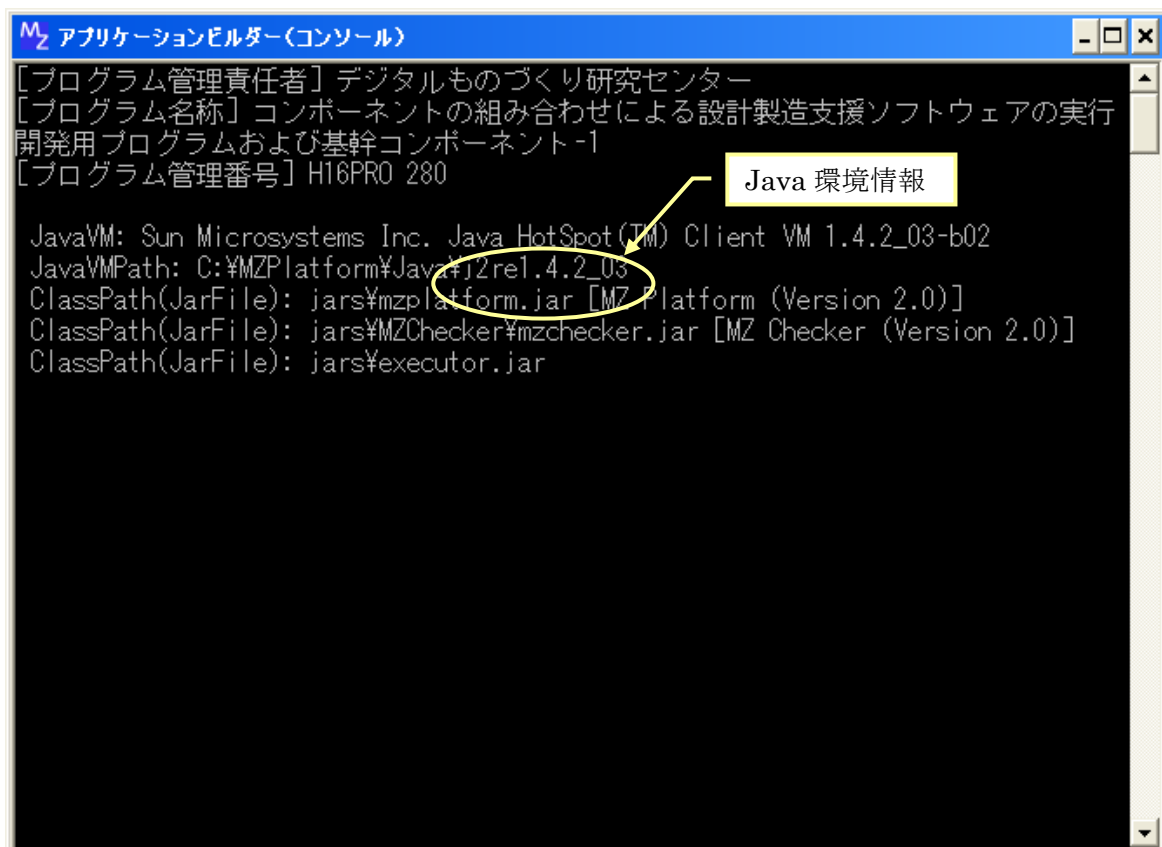 MZ アプリケーションビルダー(コンソール)
[プログラム管理責任者] デジタルものづくり研究センター
[プログラム名称] コンポーネントの組み合わせによる設計製造支援ソフトウェアの実行
開発用プログラムおよび基幹コンポーネント-1
[プログラム管理番号] H16PRO 280
Java 環境情報
JavaVM: Sun Microsystems Inc. Java HotSpot(TM) Client VM 1.4.2_03-b02
JavaVMPath: C:¥MZPlatform¥Java¥j2re1.4.2_03
ClassPath(JarFile): jars¥mzplatform.jar [MZ Platform (Version 2.0)]
ClassPath(JarFile): jars¥MZChecker¥mzchecker.jar [MZ Checker (Version 2.0)]
ClassPath(JarFile): jars¥executor.jar